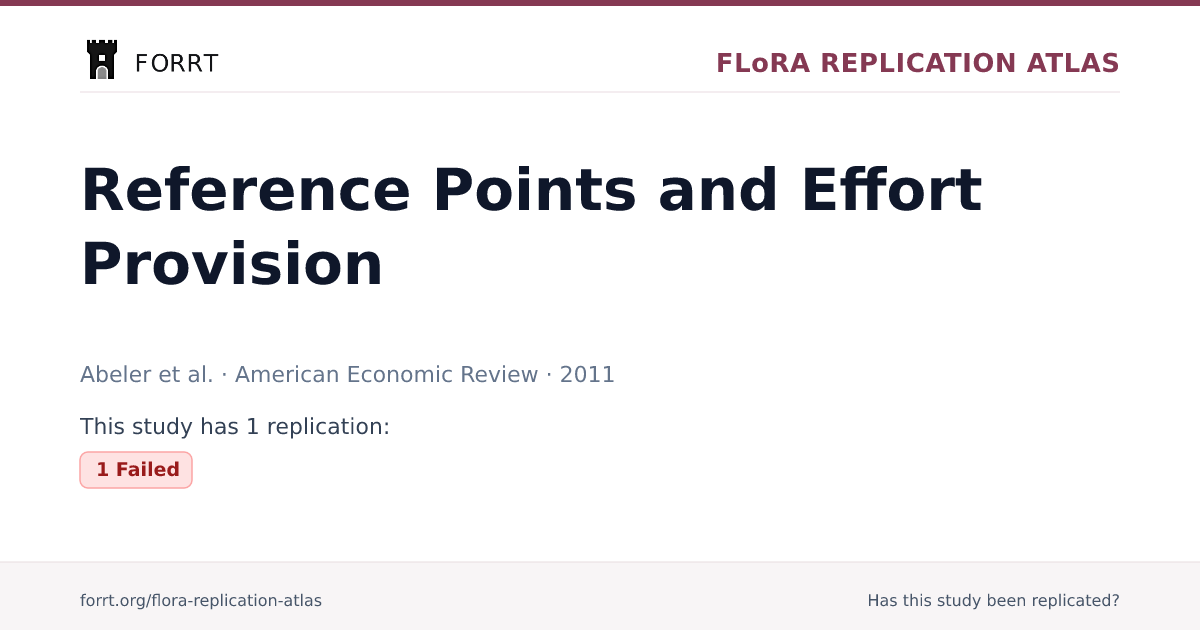 FORRT
FLoRA REPLICATION ATLAS
Reference Points and Effort
Provision
Abeler et al. · American Economic Review · 2011
This study has 1 replication:
1 Failed
forrt.org/flora-replication-atlas
Has this study been replicated?